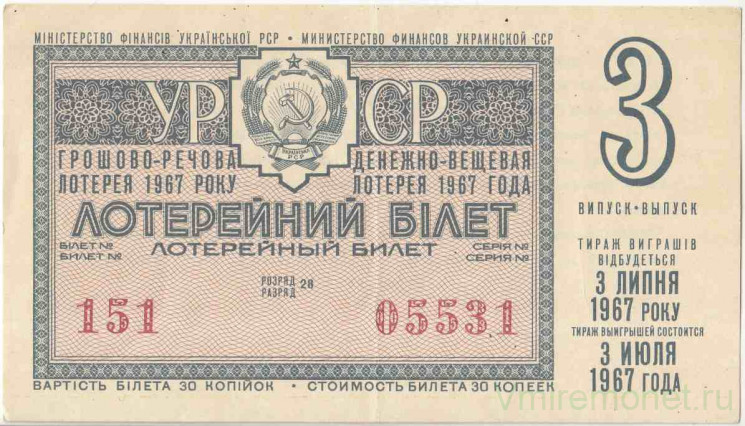 МІНІСТЕРСТВО ФІНАНСІВ УКРАЇНСЬКОЇ РСР • МИНИСТЕРСТВО ФИНАНСОВ УКРАИНСКОЙ ССР
УР СР
УКРАЇНСЬКА
РСР
ГРОШОВО-РЕЧОВА ДЕНЕЖНО-ВЕЩЕВАЯ
ЛОТЕРЕЯ 1967 РОКУ ЛОТЕРЕЯ 1967 ГОДА
ЛОТЕРЕЙНИЙ БІЛЕТ
БІЛЕТ № ЛОТЕРЕЙНЫЙ БИЛЕТ СЕРІЯ №
БИЛЕТ № СЕРИЯ №
РОЗРЯД 28
РАЗРЯД
151 05531
ВАРТІСТЬ БІЛЕТА 30 КОПІЙОК • СТОИМОСТЬ БИЛЕТА 30 КОПЕЕК
3
ВИПУСК • ВЫПУСК
ТИРАЖ ВИГРАШІВ
ВІДБУДЕТЬСЯ
3 ЛИПНЯ
1967 РОКУ
ТИРАЖ ВЫИГРЫШЕЙ СОСТОИТСЯ
3 ИЮЛЯ
1967 ГОДА
vmiremonet.ru